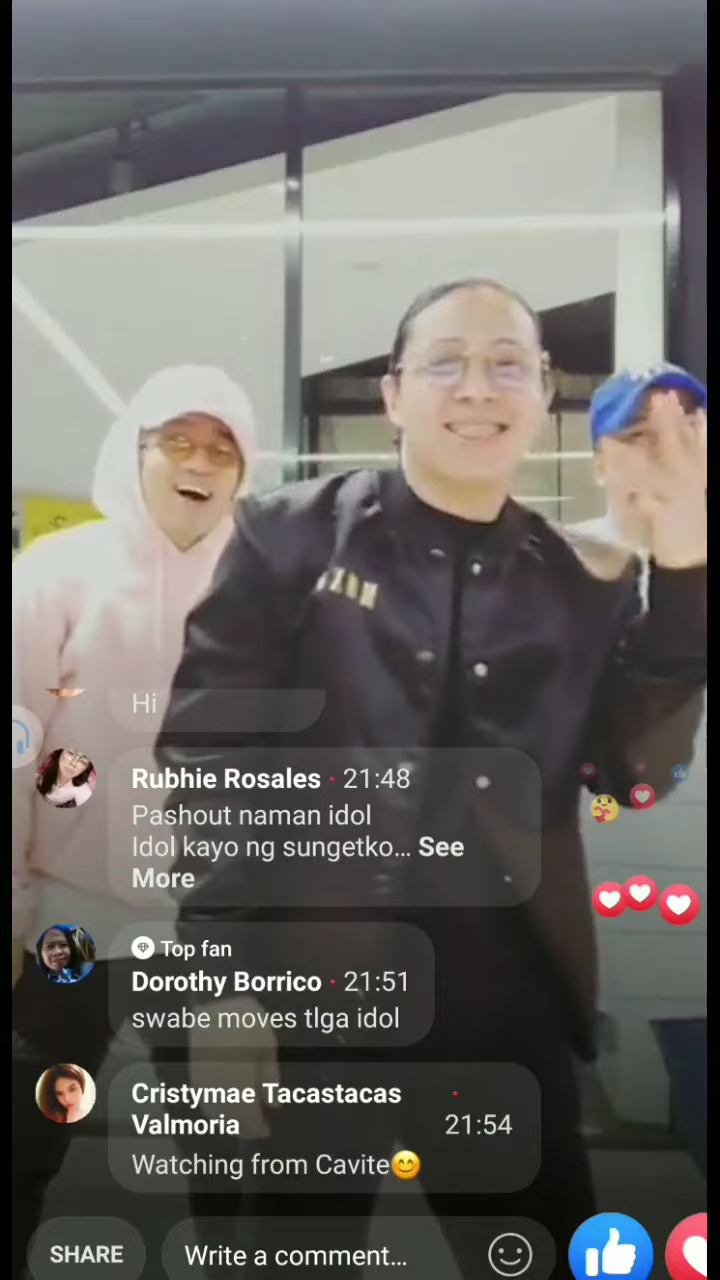 Hi
Rubhie Rosales · 21:48
Pashout naman idol
Idol kayo ng sungetko... See
More
Top fan
Dorothy Borrico · 21:51
swabe moves tlga idol
Cristymae Tacastacas ·
Valmoria 21:54
Watching from Cavite😊
SHARE
Write a comment...